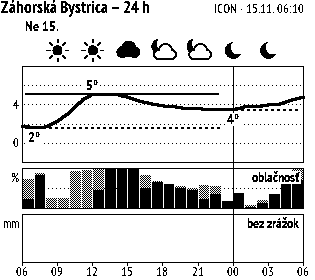 Záhorská Bystrica – 24 h
ICON · 15.11. 06:10
Ne 15.
5°
4
4°
2°
0
% oblačnosť
mm bez zrážok
06 09 12 15 18 21 00 03 06